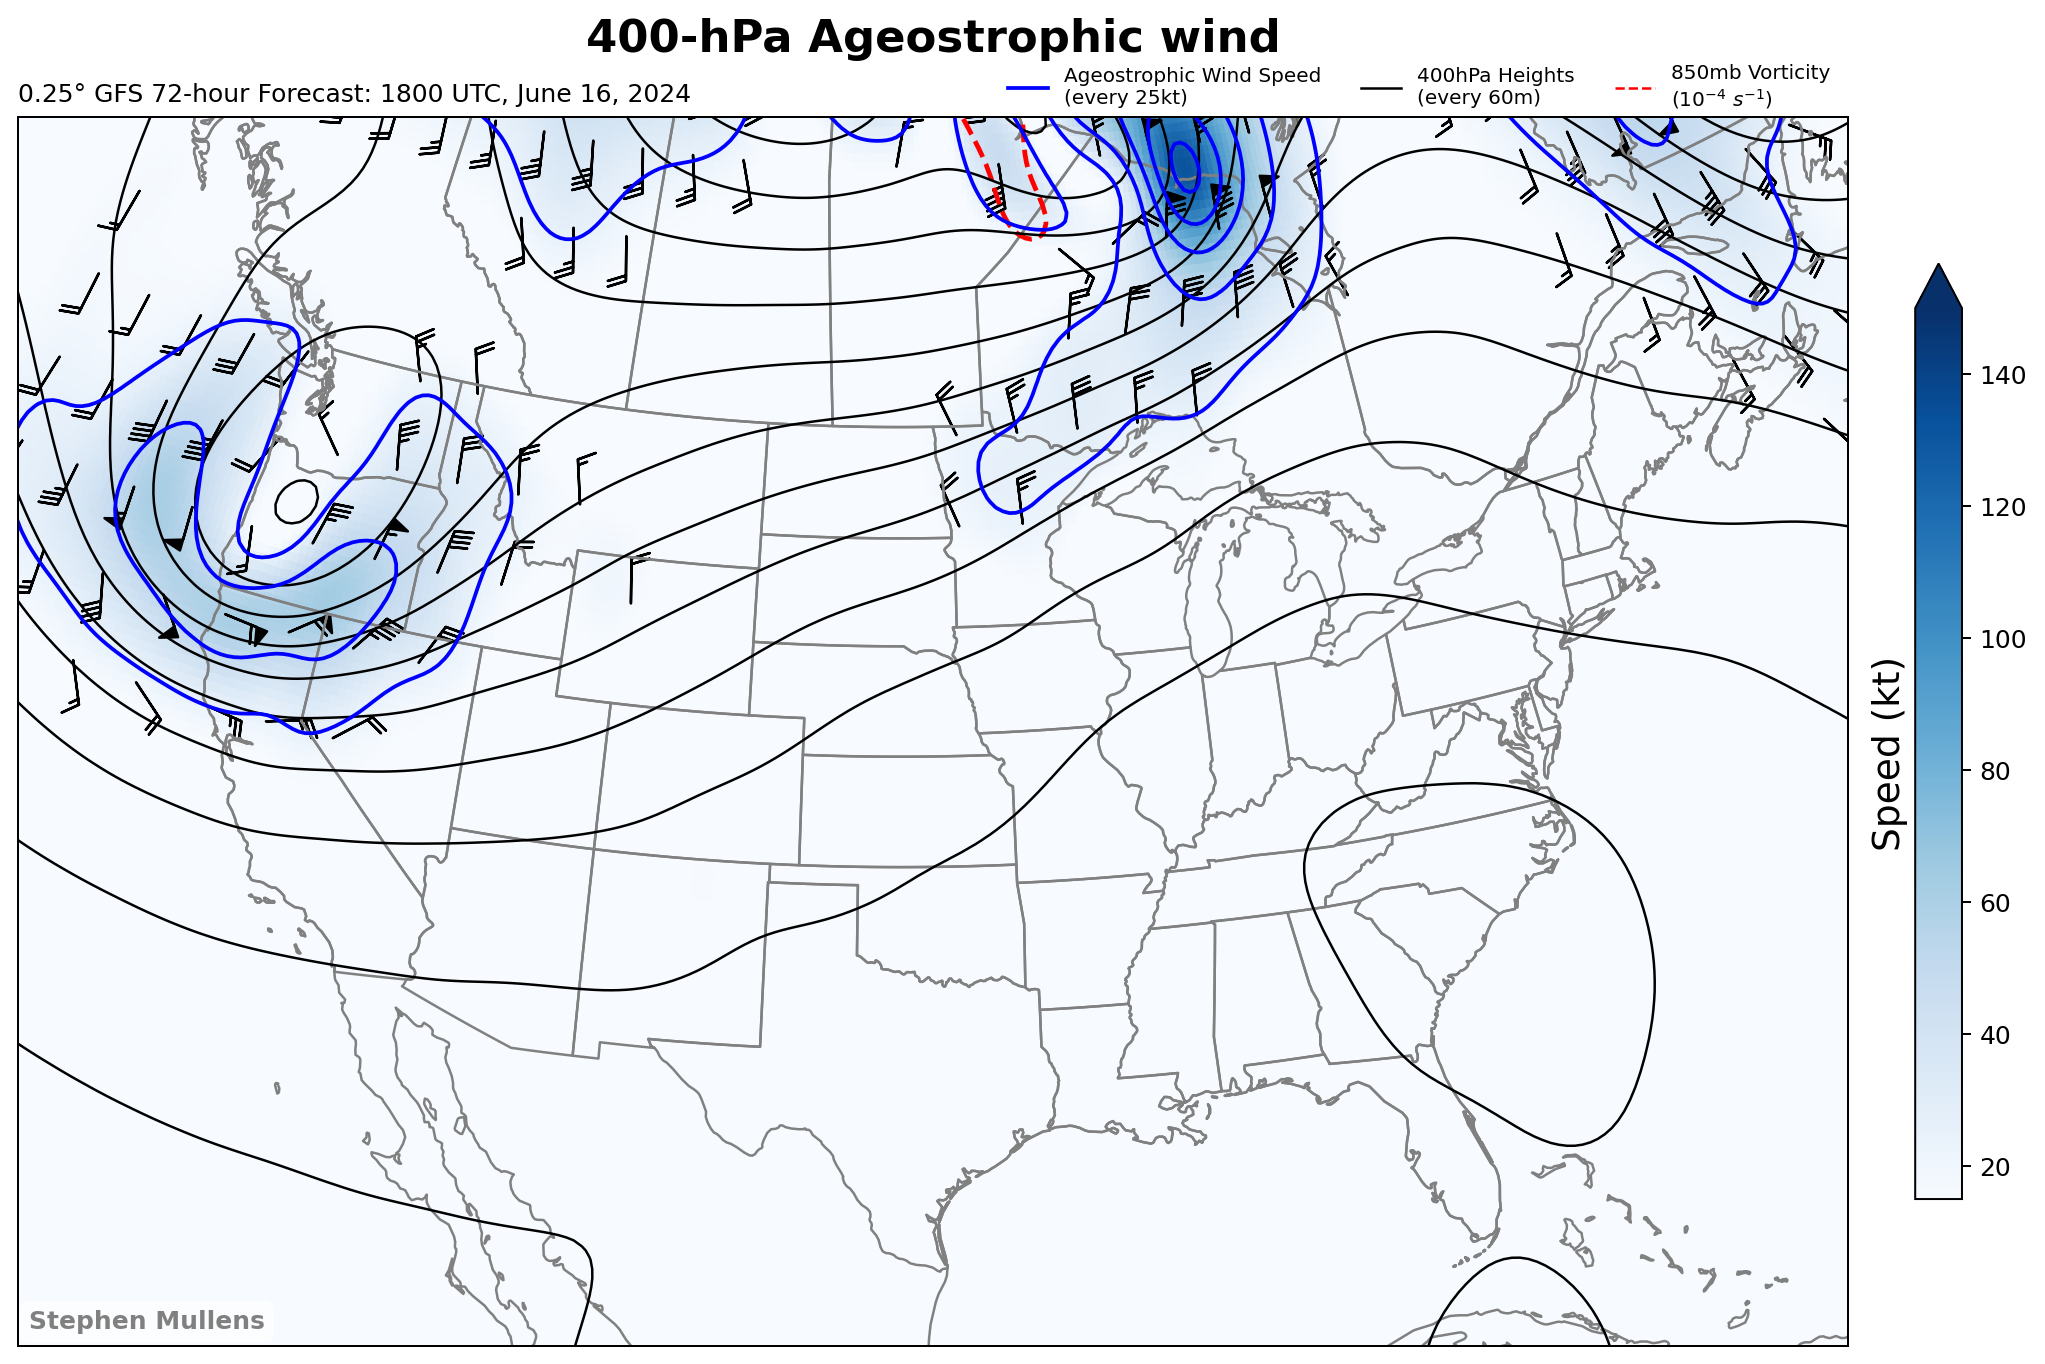 400-hPa Ageostrophic wind
0.25° GFS 72-hour Forecast: 1800 UTC, June 16, 2024
Ageostrophic Wind Speed
(every 25kt)
400hPa Heights
(every 60m)
850mb Vorticity
(10⁻⁴ s⁻¹)
140
120
100
80
60
40
20
Speed (kt)
Stephen Mullens